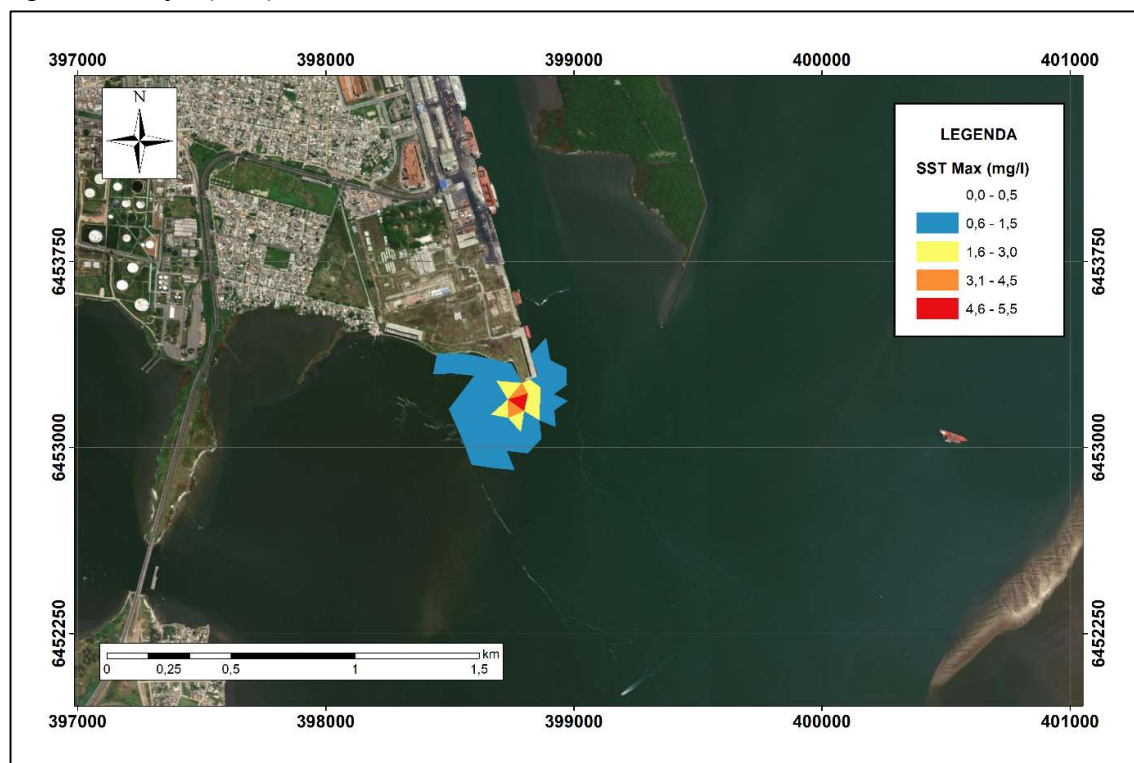 397000 398000 399000 400000 401000
N
LEGENDA
SST Max (mg/l)
0,0 - 0,5
0,6 - 1,5
1,6 - 3,0
3,1 - 4,5
4,6 - 5,5
6453750 6453750
6453000 6453000
6452250 6452250
km
0 0,25 0,5 1 1,5
397000 398000 399000 400000 401000